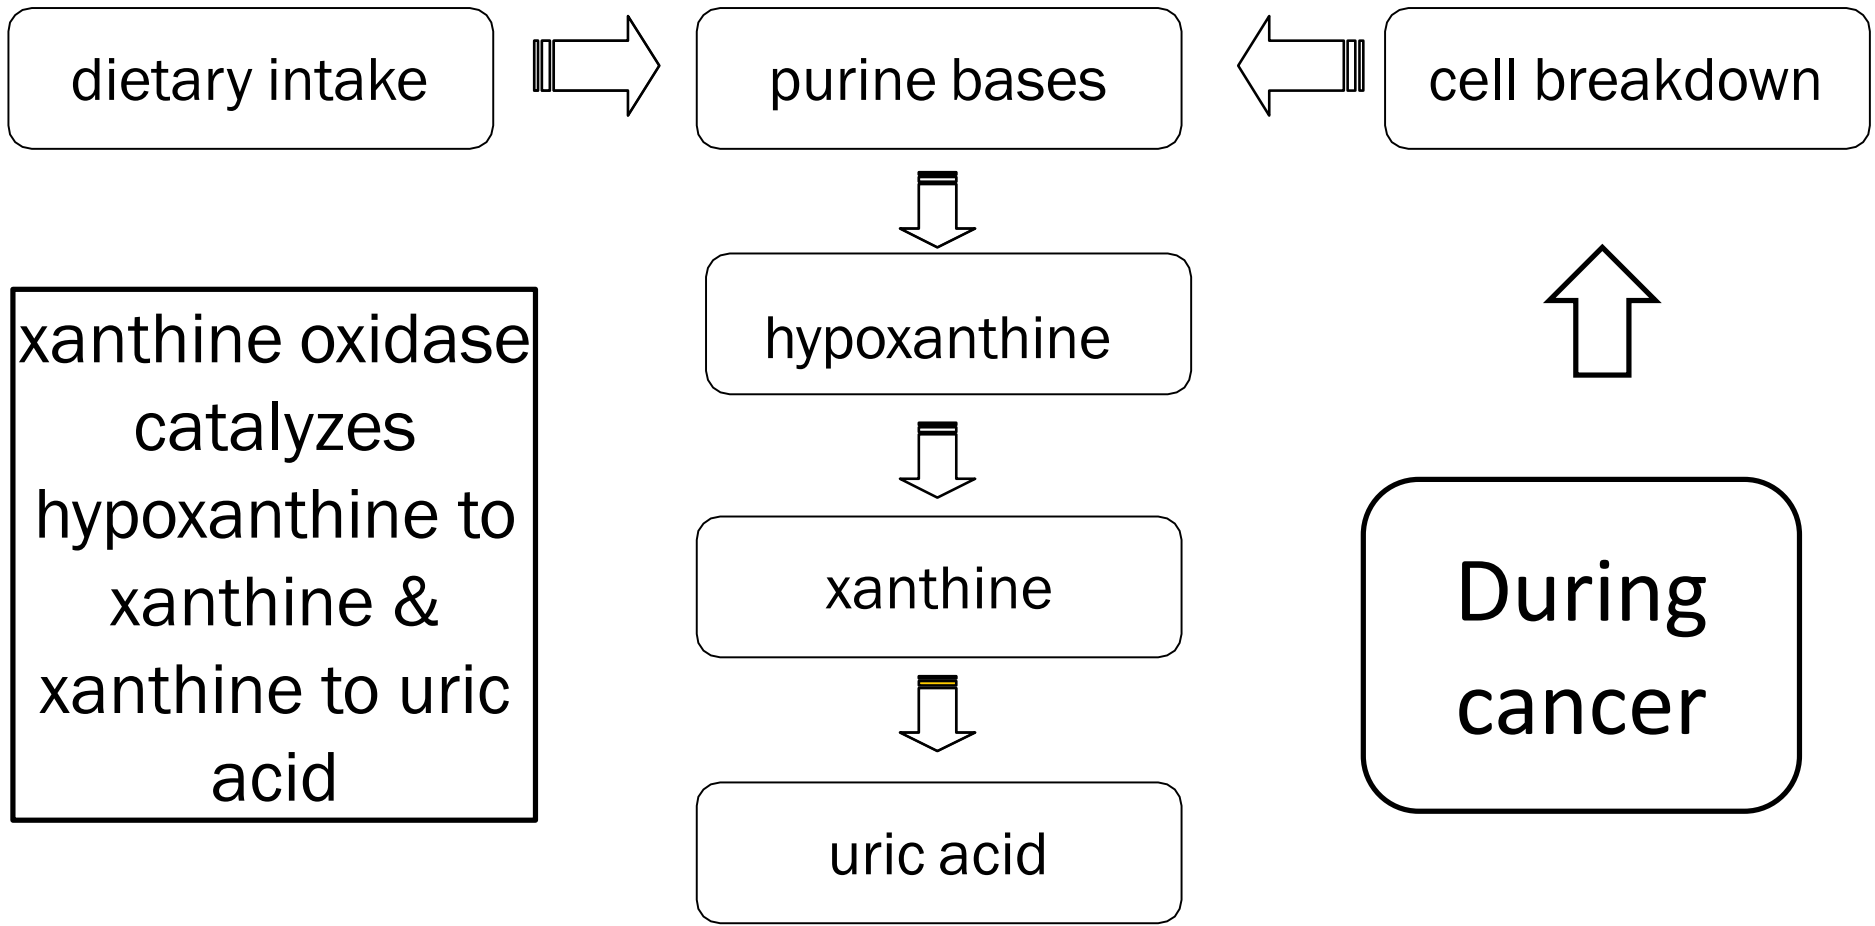 dietary intake
purine bases
cell breakdown
hypoxanthine
xanthine oxidase
catalyzes
hypoxanthine to
xanthine &
xanthine to uric
acid
xanthine
During
cancer
uric acid